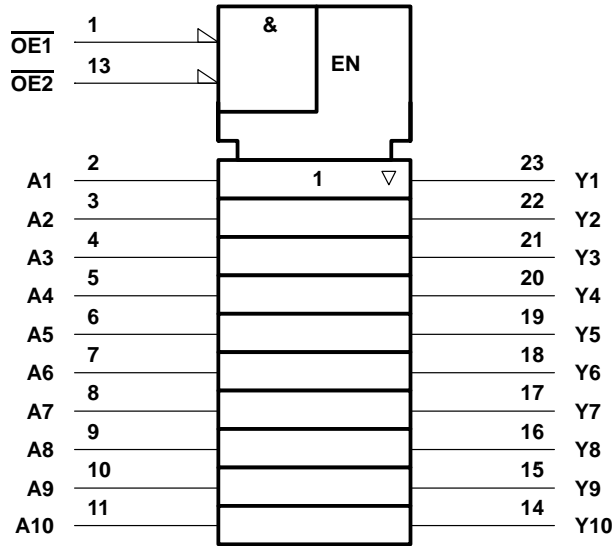 &
EN
O̅E̅1̅ 1
O̅E̅2̅ 13
1
A1 2 23 Y1
A2 3 22 Y2
A3 4 21 Y3
A4 5 20 Y4
A5 6 19 Y5
A6 7 18 Y6
A7 8 17 Y7
A8 9 16 Y8
A9 10 15 Y9
A10 11 14 Y10